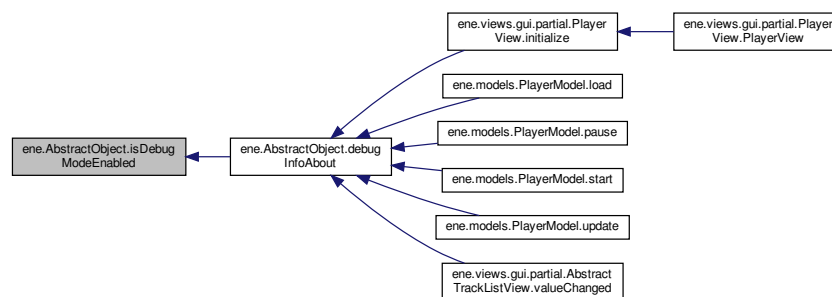 ene.AbstractObject.isDebug
ModeEnabled
ene.AbstractObject.debug
InfoAbout
ene.views.gui.partial.Player
View.initialize
ene.views.gui.partial.Player
View.PlayerView
ene.models.PlayerModel.load
ene.models.PlayerModel.pause
ene.models.PlayerModel.start
ene.models.PlayerModel.update
ene.views.gui.partial.Abstract
TrackListView.valueChanged